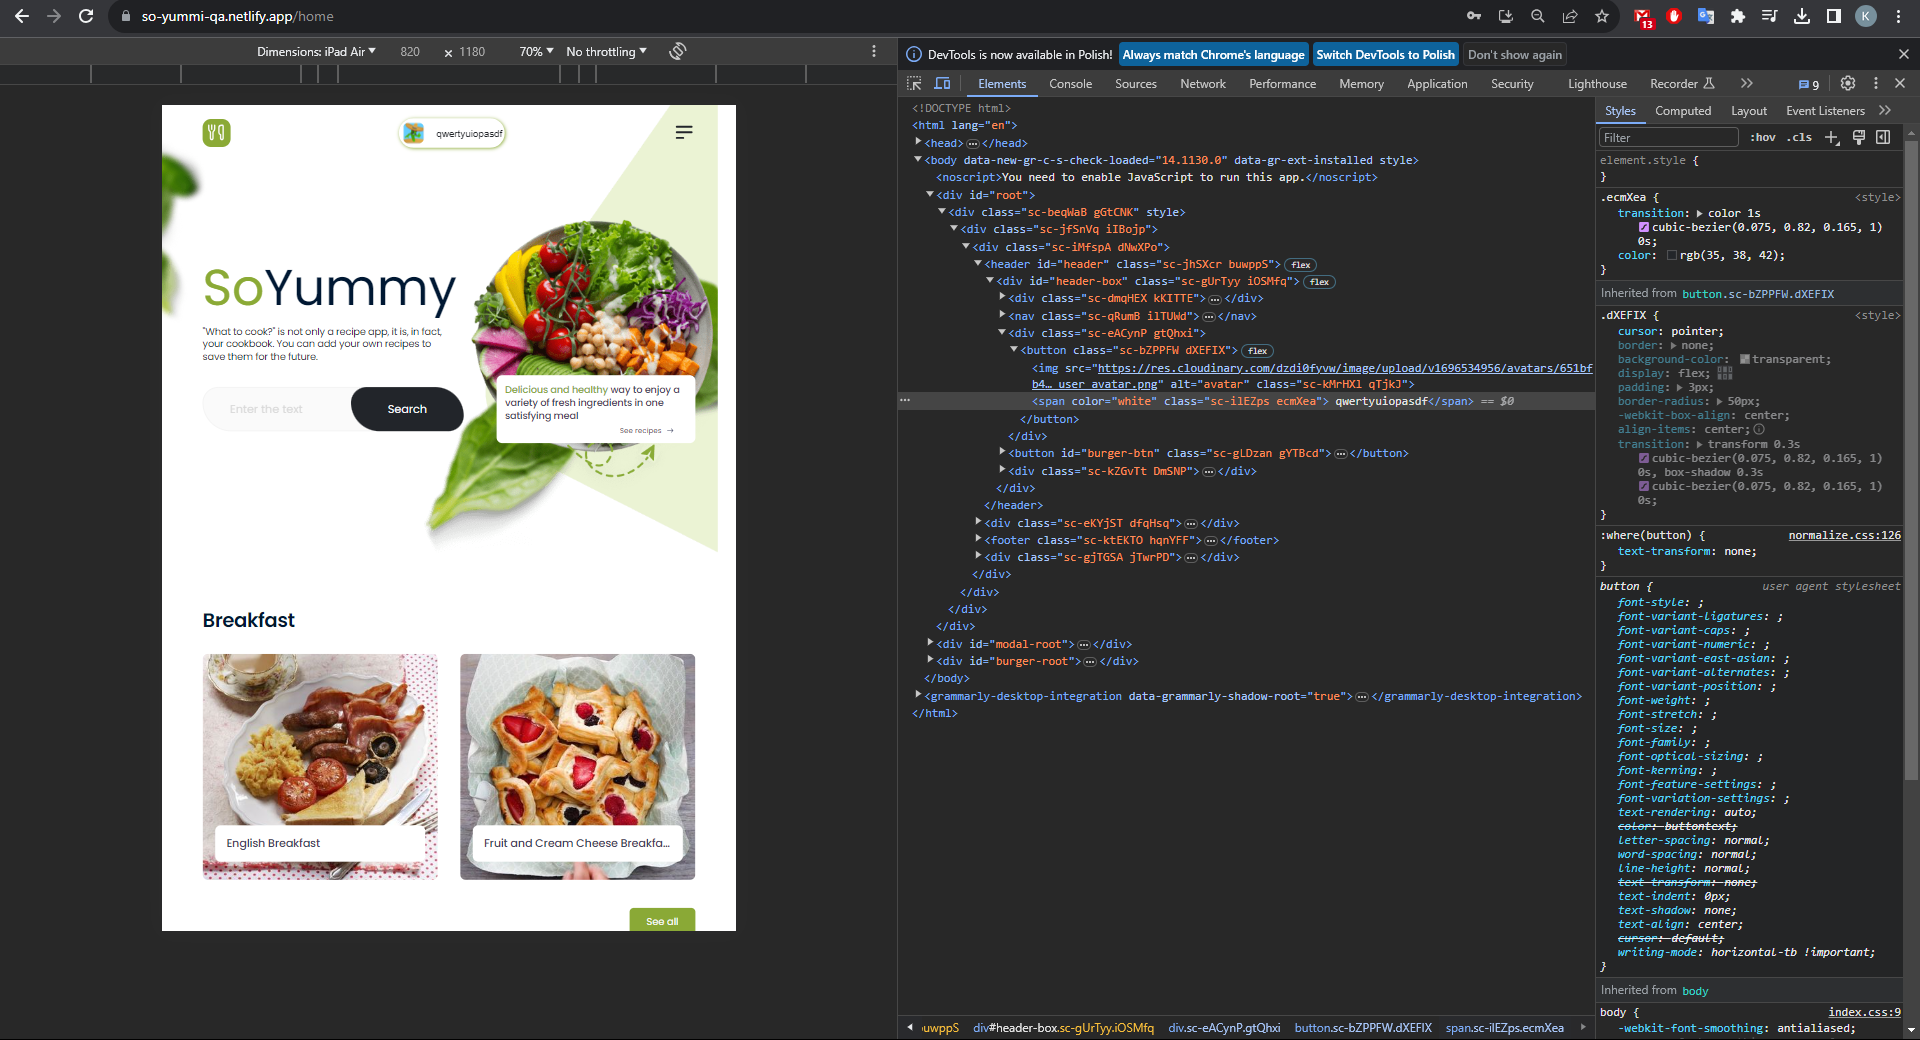 so-yummi-qa.netlify.app/home
13
K
Dimensions: iPad Air
820
×
1180
70%
No throttling
qwertyuiopasdf
SoYummy
"What to cook?" is not only a recipe app, it is, in fact,
your cookbook. You can add your own recipes to
save them for the future.
Enter the text
Search
Delicious and healthy way to enjoy a
variety of fresh ingredients in one
satisfying meal
See recipes →
Breakfast
English Breakfast
Fruit and Cream Cheese Breakfa...
See all
DevTools is now available in Polish!
Always match Chrome's language
Switch DevTools to Polish
Don't show again
Elements
Console
Sources
Network
Performance
Memory
Application
Security
Lighthouse
Recorder
9
<!DOCTYPE html>
<html lang="en">
<head>…</head>
<body data-new-gr-c-s-check-loaded="14.1130.0" data-gr-ext-installed style>
<noscript>You need to enable JavaScript to run this app.</noscript>
<div id="root">
<div class="sc-beqWaB gGtCNK" style>
<div class="sc-jfSnVq iIBojp">
<div class="sc-iMfspA dNwXPo">
<header id="header" class="sc-jhSXcr buwppS"> flex
<div id="header-box" class="sc-gUrTyy iOSMfq"> flex
<div class="sc-dmqHEX kKITTE">…</div>
<nav class="sc-qRumB ilTUWd">…</nav>
<div class="sc-eACynP gtQhxi">
<button class="sc-bZPPFW dXEFIX"> flex
<img src="https://res.cloudinary.com/dzdi0fyvw/image/upload/v1696534956/avatars/651bf
b4…_user_avatar.png" alt="avatar" class="sc-kMrHXl qTjkJ">
<span color="white" class="sc-ilEZps ecmXea"> qwertyuiopasdf</span> == $0
</button>
</div>
<button id="burger-btn" class="sc-gLDzan gYTBcd">…</button>
<div class="sc-kZGvTt DmSNP">…</div>
</div>
</header>
<div class="sc-eKYjST dfqHsq">…</div>
<footer class="sc-ktEKTO hqnYFF">…</footer>
<div class="sc-gjTGSA jTwrPD">…</div>
</div>
</div>
</div>
</div>
<div id="modal-root">…</div>
<div id="burger-root">…</div>
</body>
<grammarly-desktop-integration data-grammarly-shadow-root="true">…</grammarly-desktop-integration>
</html>
buwppS
div#header-box.sc-gUrTyy.iOSMfq
div.sc-eACynP.gtQhxi
button.sc-bZPPFW.dXEFIX
span.sc-ilEZps.ecmXea
Styles
Computed
Layout
Event Listeners
Filter
:hov
.cls
element.style {
}
.ecmXea {
<style>
transition: color 1s
cubic-bezier(0.075, 0.82, 0.165, 1)
0s;
color: rgb(35, 38, 42);
}
Inherited from button.sc-bZPPFW.dXEFIX
.dXEFIX {
<style>
cursor: pointer;
border: none;
background-color: transparent;
display: flex;
padding: 3px;
border-radius: 50px;
-webkit-box-align: center;
align-items: center;
transition: transform 0.3s
cubic-bezier(0.075, 0.82, 0.165, 1)
0s, box-shadow 0.3s
cubic-bezier(0.075, 0.82, 0.165, 1)
0s;
}
:where(button) {
normalize.css:126
text-transform: none;
}
button {
user agent stylesheet
font-style: ;
font-variant-ligatures: ;
font-variant-caps: ;
font-variant-numeric: ;
font-variant-east-asian: ;
font-variant-alternates: ;
font-variant-position: ;
font-weight: ;
font-stretch: ;
font-size: ;
font-family: ;
font-optical-sizing: ;
font-kerning: ;
font-feature-settings: ;
font-variation-settings: ;
text-rendering: auto;
color: buttontext;
letter-spacing: normal;
word-spacing: normal;
line-height: normal;
text-transform: none;
text-indent: 0px;
text-shadow: none;
text-align: center;
cursor: default;
writing-mode: horizontal-tb !important;
}
Inherited from body
body {
index.css:9
-webkit-font-smoothing: antialiased;